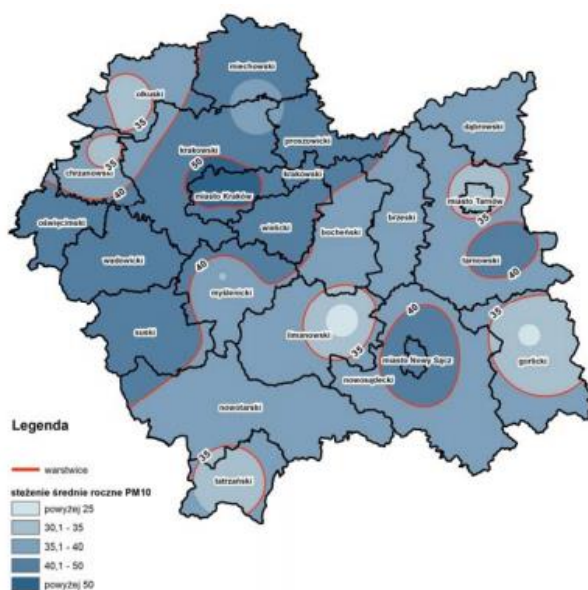 miechowski
olkuski
35
dąbrowski
proszowicki
krakowski
50
35
chrzanowski
40
krakowski
miasto Kraków
miasto Tarnów
35
oświęcimski
wielicki
bocheński
brzeski
tarnowski
40
wadowicki
40
myślenicki
40
35
suski
limanowski
35
miasto Nowy Sącz
gorlicki
nowosądecki
nowotarski
35
tatrzański
Legenda
warstwice
stężenie średnie roczne PM10
powyżej 25
30,1 - 35
35,1 - 40
40,1 - 50
powyżej 50